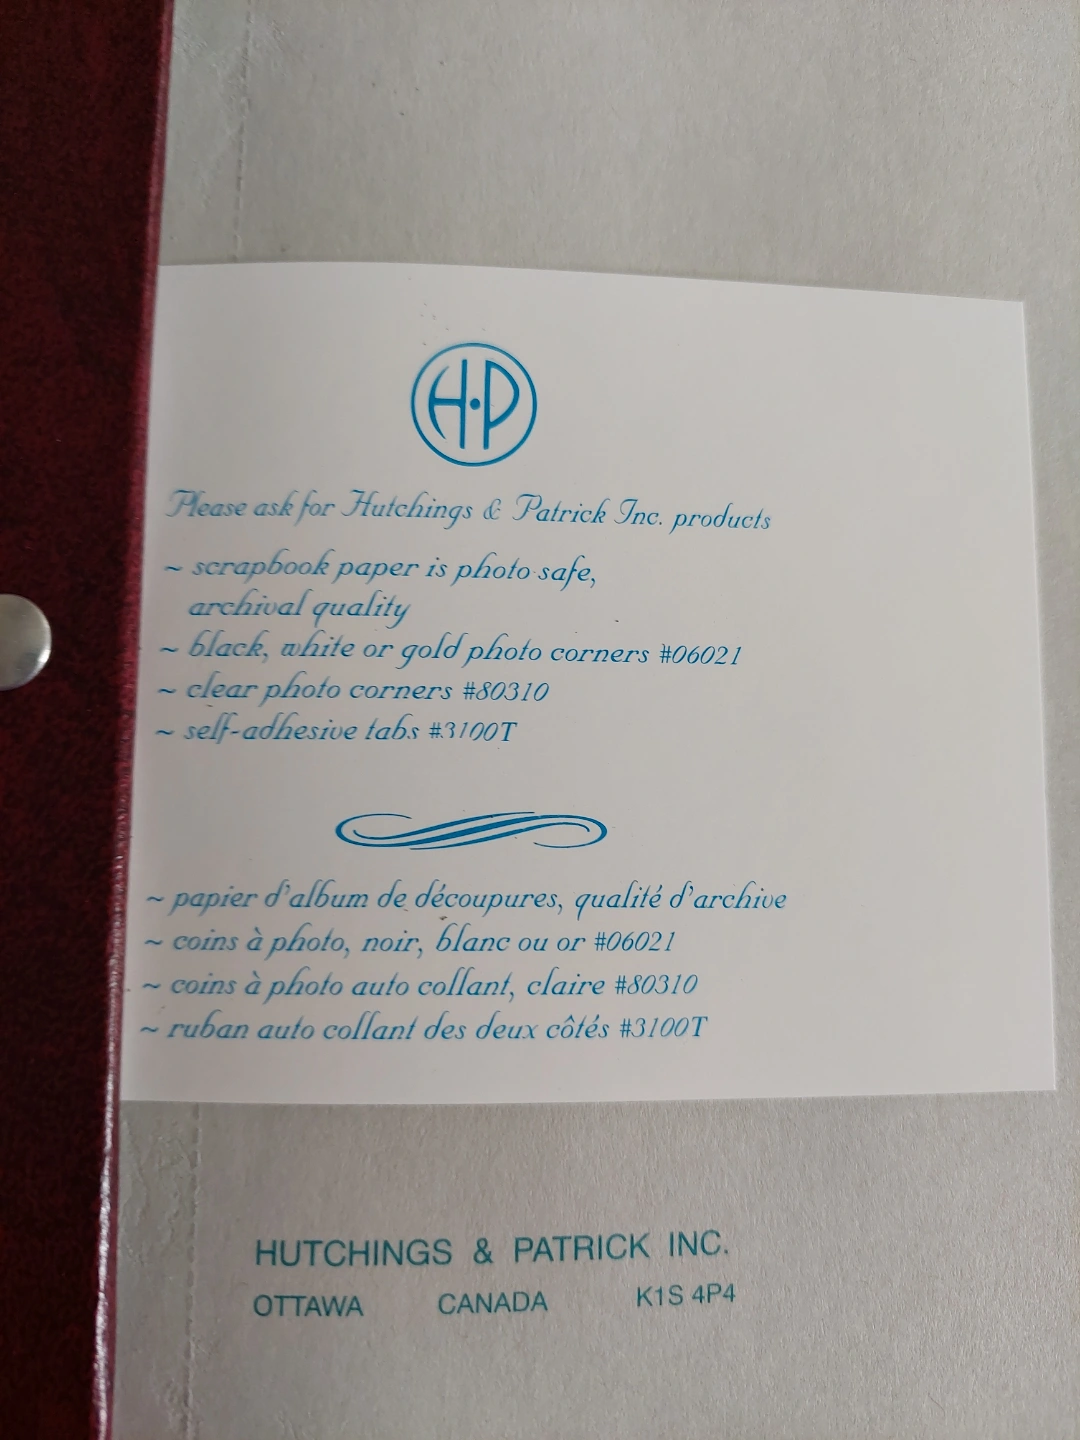 H·P
Please ask for Hutchings & Patrick Inc. products
~ scrapbook paper is photo safe,
archival quality
~ black, white or gold photo corners #06021
~ clear photo corners #80310
~ self-adhesive tabs #3100T
~ papier d'album de découpures, qualité d'archive
~ coins à photo, noir, blanc ou or #06021
~ coins à photo auto collant, claire #80310
~ ruban auto collant des deux côtés #3100T
HUTCHINGS & PATRICK INC.
OTTAWA CANADA K1S 4P4